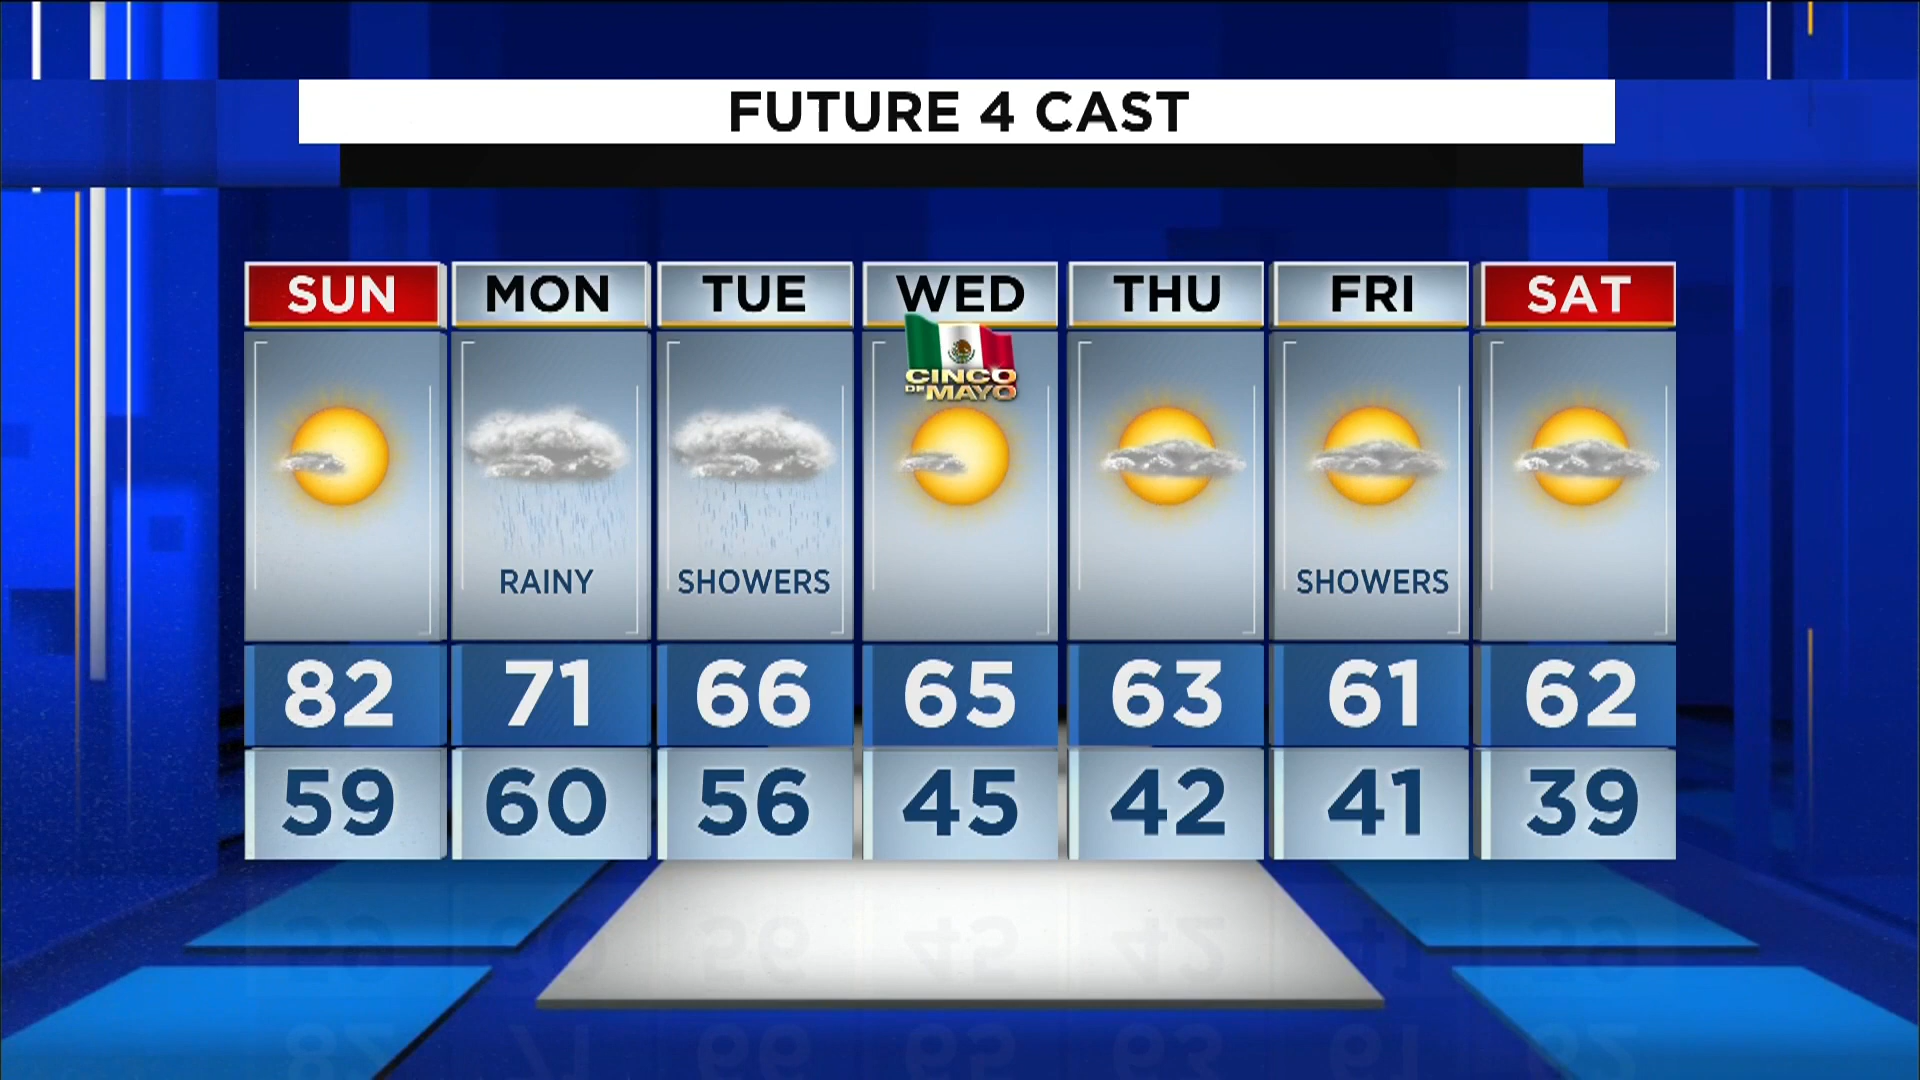 FUTURE 4 CAST
SUN MON TUE WED THU FRI SAT
CINCO
DE MAYO
RAINY SHOWERS SHOWERS
82 71 66 65 63 61 62
59 60 56 45 42 41 39